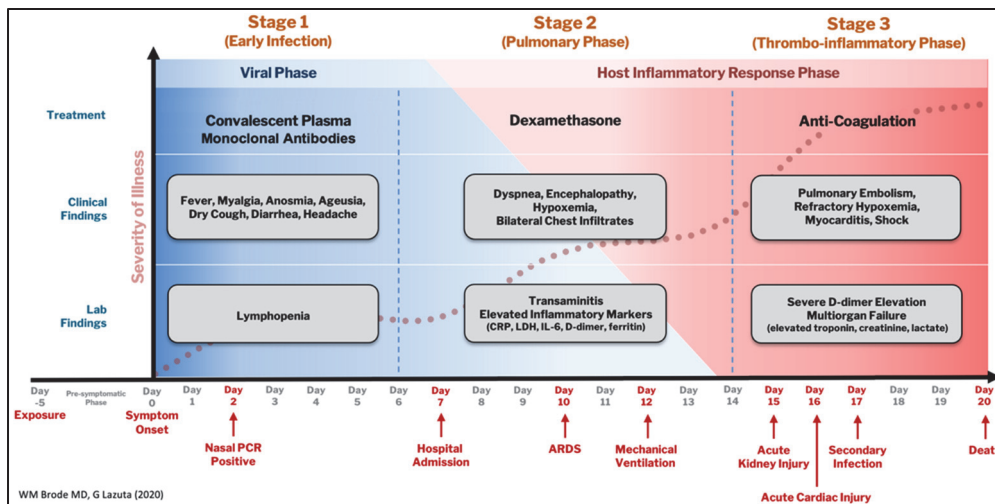 Stage 1
(Early Infection)
Stage 2
(Pulmonary Phase)
Stage 3
(Thrombo-inflammatory Phase)
Viral Phase
Host Inflammatory Response Phase
Severity of Illness
Treatment
Convalescent Plasma
Monoclonal Antibodies
Dexamethasone
Anti-Coagulation
Clinical
Findings
Fever, Myalgia, Anosmia, Ageusia,
Dry Cough, Diarrhea, Headache
Dyspnea, Encephalopathy,
Hypoxemia,
Bilateral Chest Infiltrates
Pulmonary Embolism,
Refractory Hypoxemia,
Myocarditis, Shock
Lab
Findings
Lymphopenia
Transaminitis
Elevated Inflammatory Markers
(CRP, LDH, IL-6, D-dimer, ferritin)
Severe D-dimer Elevation
Multiorgan Failure
(elevated troponin, creatinine, lactate)
Day
-5
Exposure
Pre-symptomatic
Phase
Day
0
Symptom
Onset
Day
1
Day
2
Nasal PCR
Positive
Day
3
Day
4
Day
5
Day
6
Day
7
Hospital
Admission
Day
8
Day
9
Day
10
ARDS
Day
11
Day
12
Mechanical
Ventilation
Day
13
Day
14
Day
15
Acute
Kidney Injury
Day
16
Acute Cardiac Injury
Day
17
Secondary
Infection
Day
18
Day
19
Day
20
Deat
WM Brode MD, G Lazuta (2020)